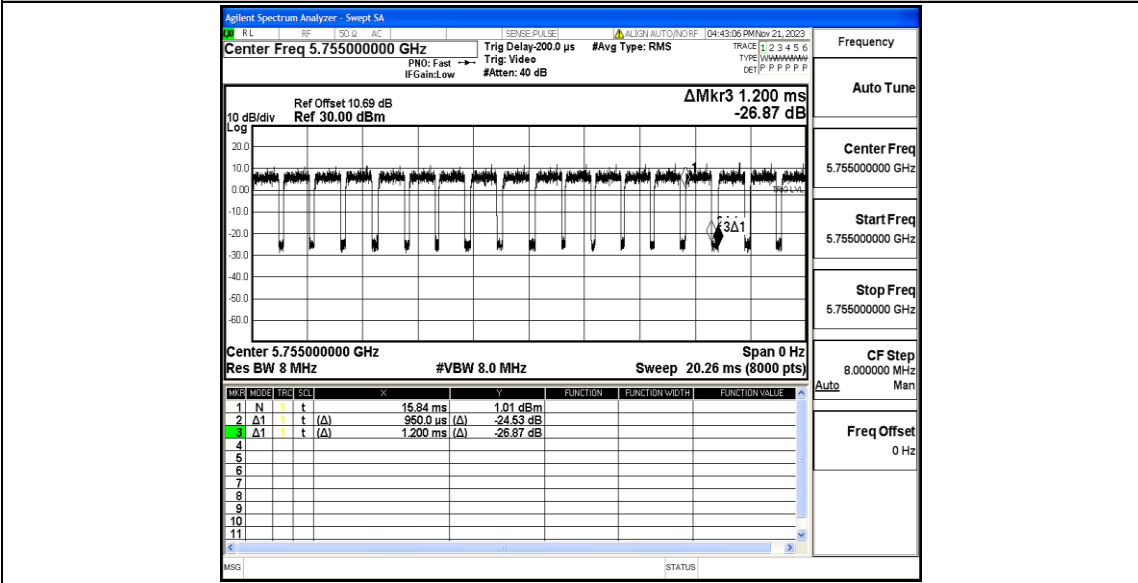 Agilent Spectrum Analyzer - Swept SA
RL RF 50 Ω AC SENSE:PULSE ALIGN AUTO/NO RF 04:43:06 PM Nov 21, 2023
Center Freq 5.755000000 GHz
PNO: Fast
IFGain:Low
Trig Delay-200.0 µs
Trig: Video
#Atten: 40 dB
#Avg Type: RMS
TRACE 1 2 3 4 5 6
TYPE WWWWWW
DET P P P P P P
ΔMkr3 1.200 ms
-26.87 dB
Ref Offset 10.69 dB
10 dB/div Ref 30.00 dBm
Log
20.0
10.0
0.00
-10.0
-20.0
-30.0
-40.0
-50.0
-60.0
1
TRIG LVL
3Δ1
Center 5.755000000 GHz Span 0 Hz
Res BW 8 MHz #VBW 8.0 MHz Sweep 20.26 ms (8000 pts)
MKR MODE TRC SCL X Y FUNCTION FUNCTION WIDTH FUNCTION VALUE
1 N 1 t 15.84 ms 1.01 dBm
2 Δ1 1 t (Δ) 950.0 µs (Δ) -24.53 dB
3 Δ1 1 t (Δ) 1.200 ms (Δ) -26.87 dB
4
5
6
7
8
9
10
11
MSG STATUS
Frequency
Auto Tune
Center Freq
5.755000000 GHz
Start Freq
5.755000000 GHz
Stop Freq
5.755000000 GHz
CF Step
8.000000 MHz
Auto Man
Freq Offset
0 Hz